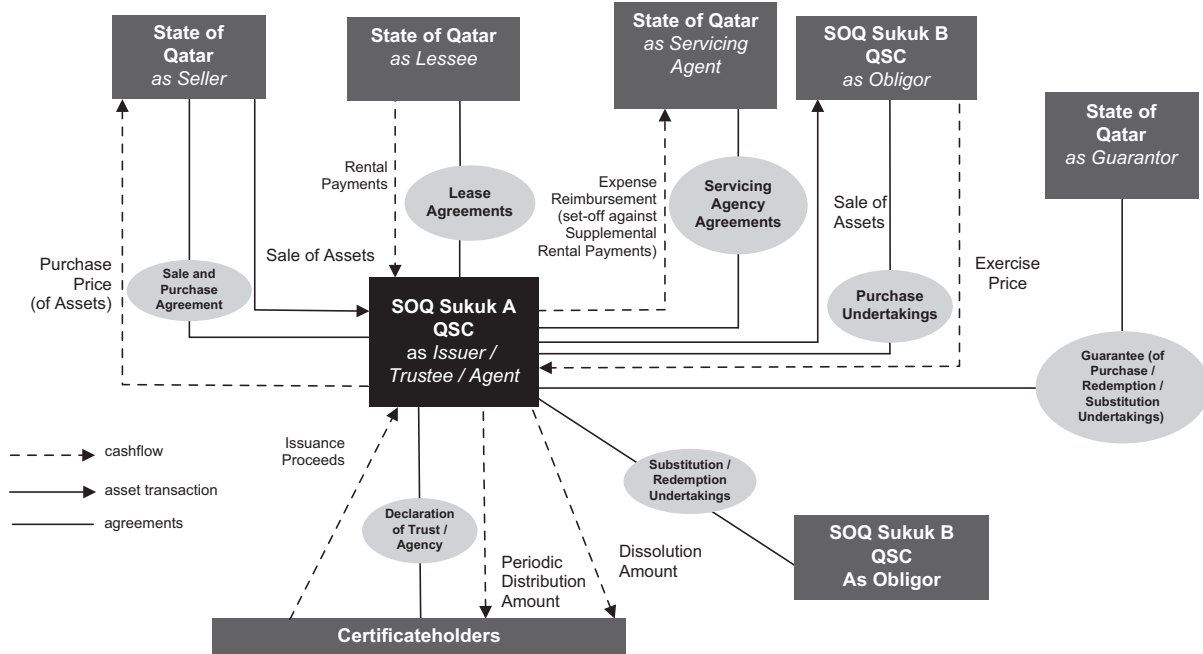 State of
Qatar
as Seller
State of Qatar
as Lessee
State of Qatar
as Servicing
Agent
SOQ Sukuk B
QSC
as Obligor
State of
Qatar
as Guarantor
Rental
Payments
Lease
Agreements
Expense
Reimbursement
(set-off against
Supplemental
Rental Payments)
Servicing
Agency
Agreements
Sale of
Assets
Purchase
Price
(of Assets)
Sale and
Purchase
Agreement
Sale of Assets
Exercise
Price
SOQ Sukuk A
QSC
as Issuer /
Trustee / Agent
Purchase
Undertakings
Guarantee (of
Purchase /
Redemption /
Substitution
Undertakings)
cashflow
asset transaction
agreements
Issuance
Proceeds
Declaration
of Trust /
Agency
Periodic
Distribution
Amount
Dissolution
Amount
Substitution /
Redemption
Undertakings
SOQ Sukuk B
QSC
As Obligor
Certificateholders